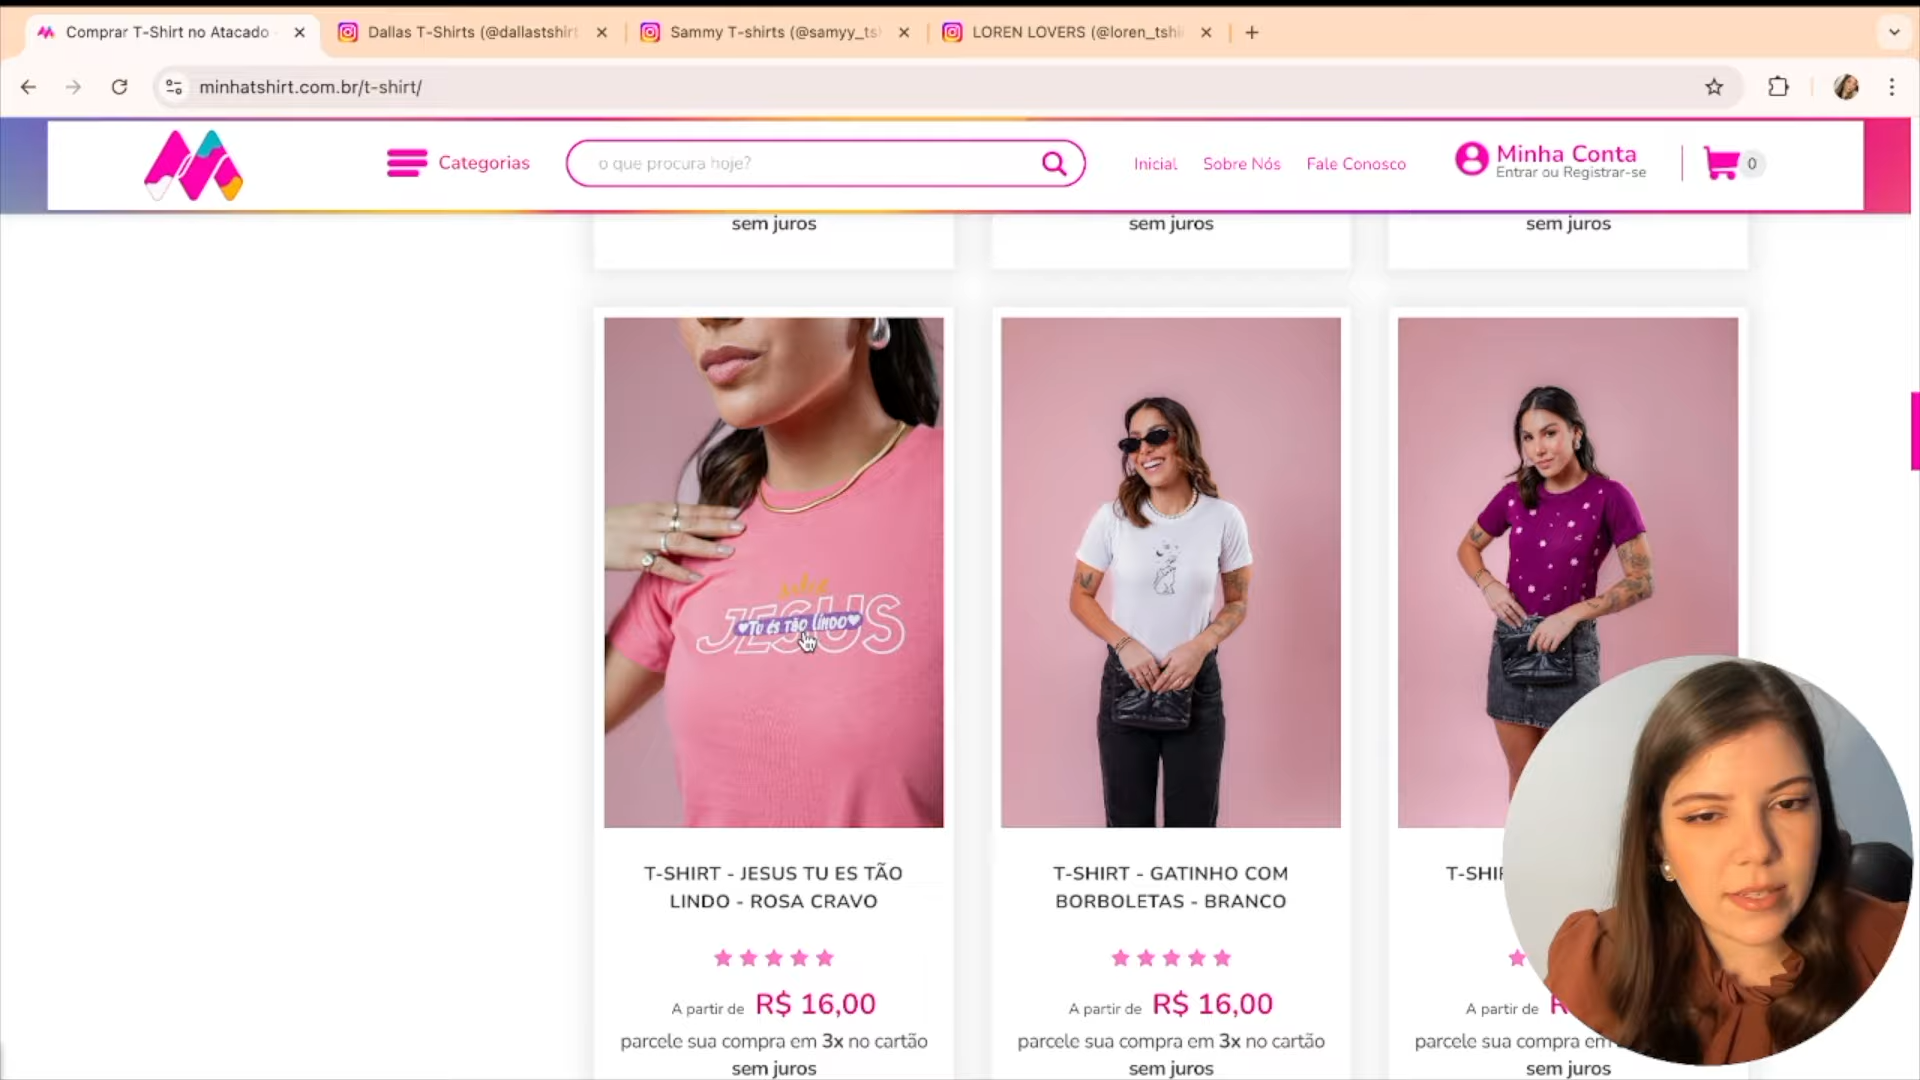 Comprar T-Shirt no Atacado
Dallas T-Shirts (@dallastshirt
Sammy T-shirts (@samyy_ts
LOREN LOVERS (@loren_tshi
minhatshirt.com.br/t-shirt/
Categorias
o que procura hoje?
Inicial
Sobre Nós
Fale Conosco
Minha Conta
Entrar ou Registrar-se
0
sem juros
sem juros
sem juros
JESUS
Tu és tão lindo
T-SHIRT - JESUS TU ES TÃO
LINDO - ROSA CRAVO
A partir de R$ 16,00
parcele sua compra em 3x no cartão
sem juros
T-SHIRT - GATINHO COM
BORBOLETAS - BRANCO
A partir de R$ 16,00
parcele sua compra em 3x no cartão
sem juros
T-SHI
A partir de R
parcele sua compra em
sem juros